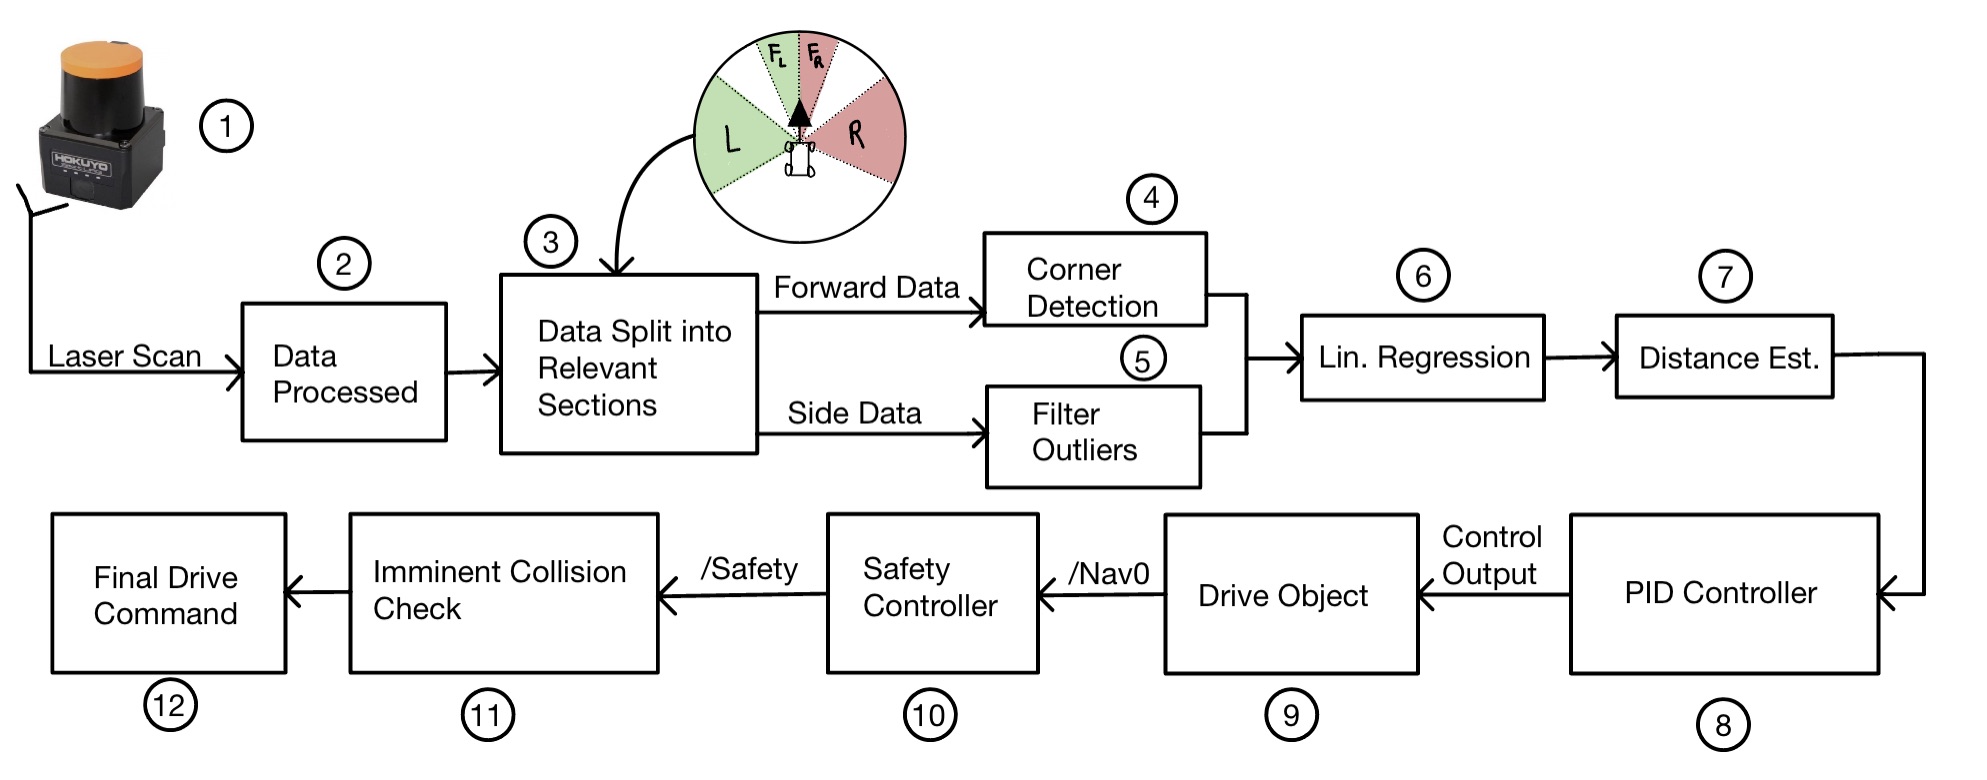 HOKUYO
1
F_L F_R
L R
2
3
4
Laser Scan
Data
Processed
Data Split into
Relevant
Sections
Forward Data
Side Data
Corner
Detection
5
Filter
Outliers
6
Lin. Regression
7
Distance Est.
Final Drive
Command
12
Imminent Collision
Check
11
/Safety
Safety
Controller
10
/Nav0
Drive Object
9
Control
Output
PID Controller
8